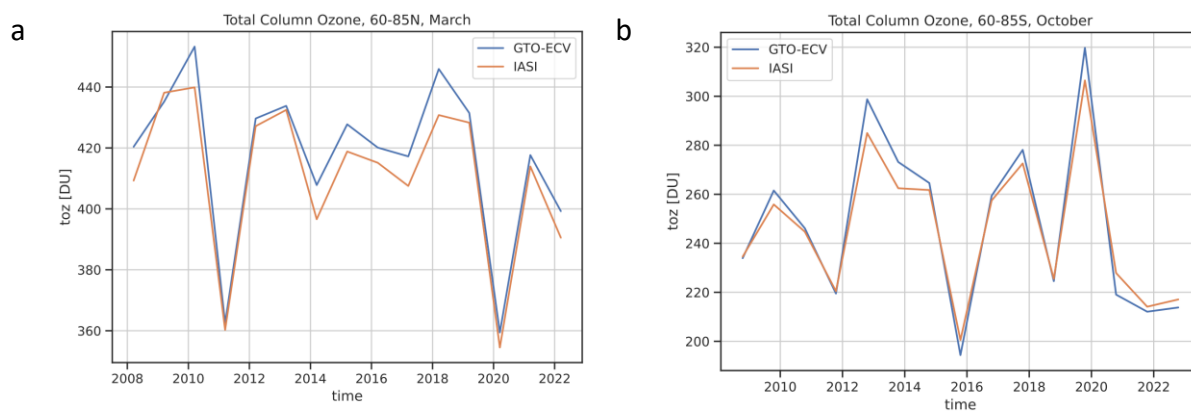 a
Total Column Ozone, 60-85N, March
GTO-ECV
IASI
toz [DU]
440
420
400
380
360
2008 2010 2012 2014 2016 2018 2020 2022
time
b
Total Column Ozone, 60-85S, October
GTO-ECV
IASI
toz [DU]
320
300
280
260
240
220
200
2010 2012 2014 2016 2018 2020 2022
time